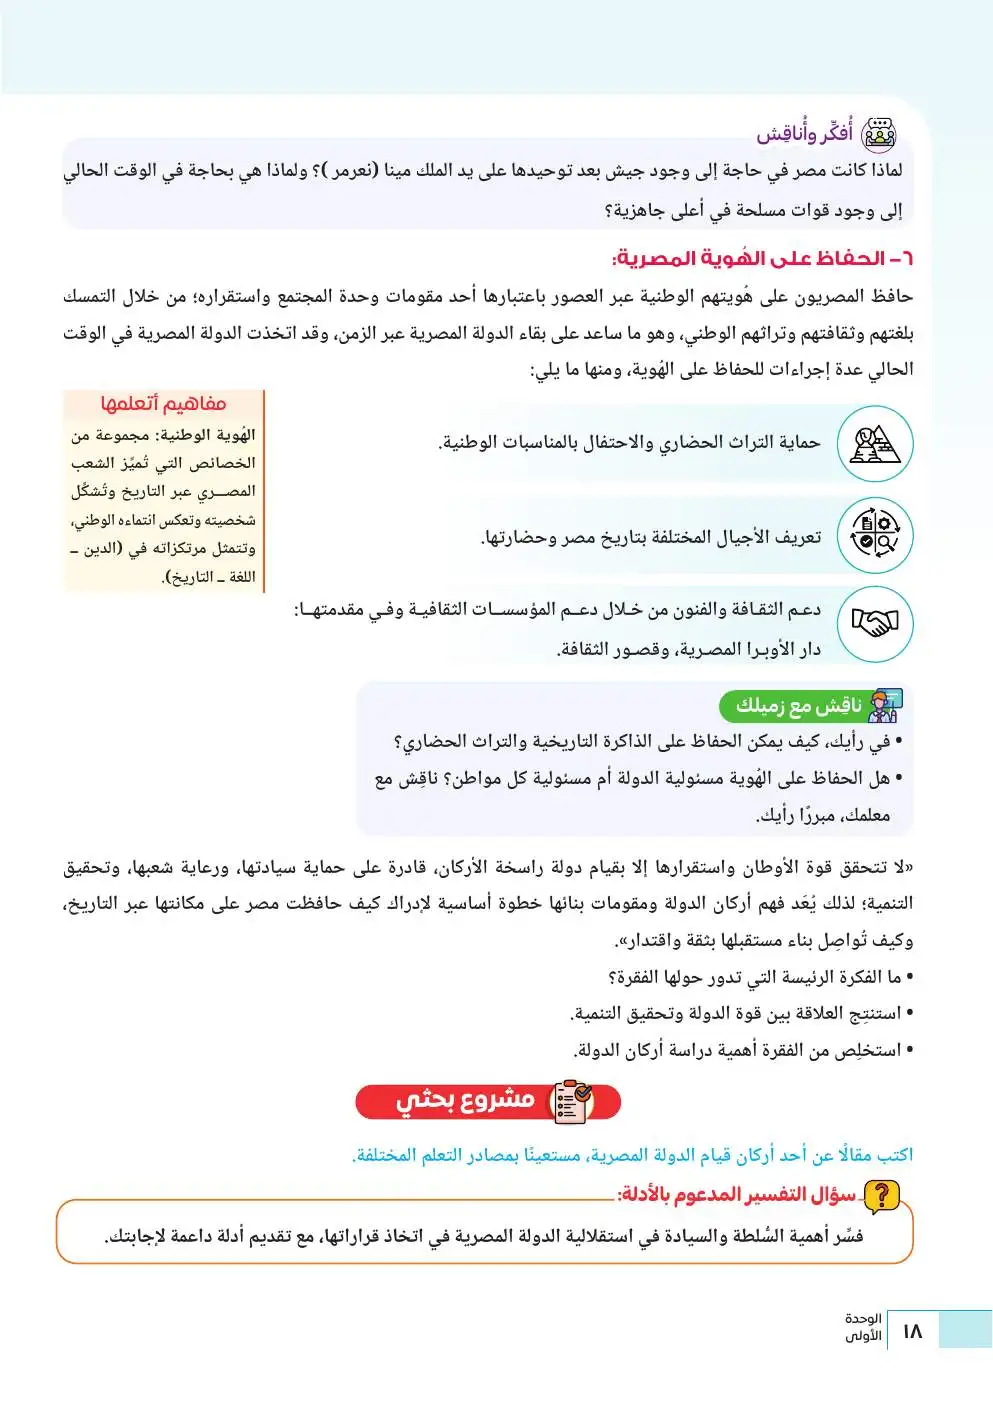 أُفكِّر وأُناقِش
لماذا كانت مصر في حاجة إلى وجود جيش بعد توحيدها على يد الملك مينا (نعرمر )؟ ولماذا هي بحاجة في الوقت الحالي
إلى وجود قوات مسلحة في أعلى جاهزية؟
٦- الحفاظ على الهُوية المصرية:
حافظ المصريون على هُويتهم الوطنية عبر العصور باعتبارها أحد مقومات وحدة المجتمع واستقراره؛ من خلال التمسك
بلغتهم وثقافتهم وتراثهم الوطني، وهو ما ساعد على بقاء الدولة المصرية عبر الزمن، وقد اتخذت الدولة المصرية في الوقت
الحالي عدة إجراءات للحفاظ على الهُوية، ومنها ما يلي:
حماية التراث الحضاري والاحتفال بالمناسبات الوطنية.
تعريف الأجيال المختلفة بتاريخ مصر وحضارتها.
دعم الثقافة والفنون من خلال دعم المؤسسات الثقافية وفي مقدمتها:
دار الأوبرا المصرية، وقصور الثقافة.
مفاهيم أتعلمها
الهُوية الوطنية: مجموعة من
الخصائص التي تُميِّز الشعب
المصري عبر التاريخ وتُشكِّل
شخصيته وتعكس انتماءه الوطني،
وتتمثل مرتكزاته في (الدين –
اللغة – التاريخ).
ناقِش مع زميلك
• في رأيك، كيف يمكن الحفاظ على الذاكرة التاريخية والتراث الحضاري؟
• هل الحفاظ على الهُوية مسئولية الدولة أم مسئولية كل مواطن؟ ناقِش مع
معلمك، مبررًا رأيك.
«لا تتحقق قوة الأوطان واستقرارها إلا بقيام دولة راسخة الأركان، قادرة على حماية سيادتها، ورعاية شعبها، وتحقيق
التنمية؛ لذلك يُعَد فهم أركان الدولة ومقومات بنائها خطوة أساسية لإدراك كيف حافظت مصر على مكانتها عبر التاريخ،
وكيف تُواصِل بناء مستقبلها بثقة واقتدار».
• ما الفكرة الرئيسة التي تدور حولها الفقرة؟
• استنتِج العلاقة بين قوة الدولة وتحقيق التنمية.
• استخلِص من الفقرة أهمية دراسة أركان الدولة.
مشروع بحثي
اكتب مقالًا عن أحد أركان قيام الدولة المصرية، مستعينًا بمصادر التعلم المختلفة.
سؤال التفسير المدعوم بالأدلة:
فسِّر أهمية السُّلطة والسيادة في استقلالية الدولة المصرية في اتخاذ قراراتها، مع تقديم أدلة داعمة لإجابتك.
الوحدة
الأولى
١٨